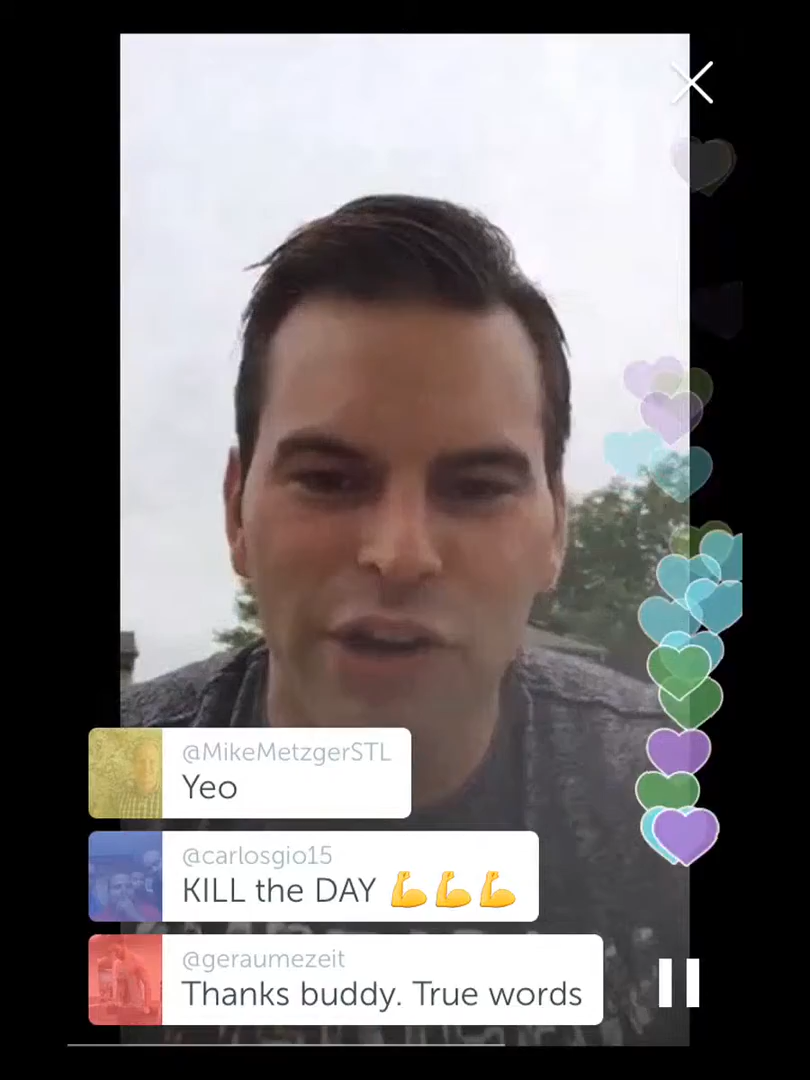 @MikeMetzgerSTL
Yeo
@carlosgio15
KILL the DAY 💪💪💪
@geraumezeit
Thanks buddy. True words